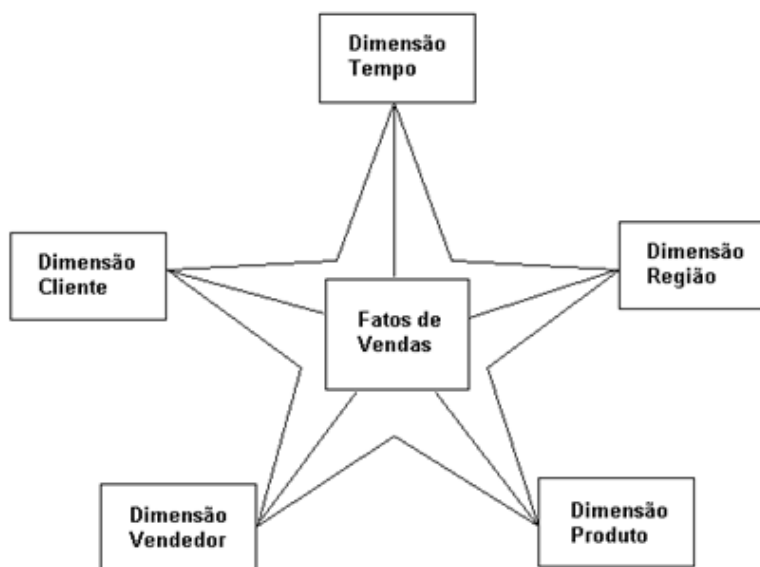 Dimensão
Tempo
Dimensão
Cliente
Dimensão
Região
Fatos de
Vendas
Dimensão
Vendedor
Dimensão
Produto